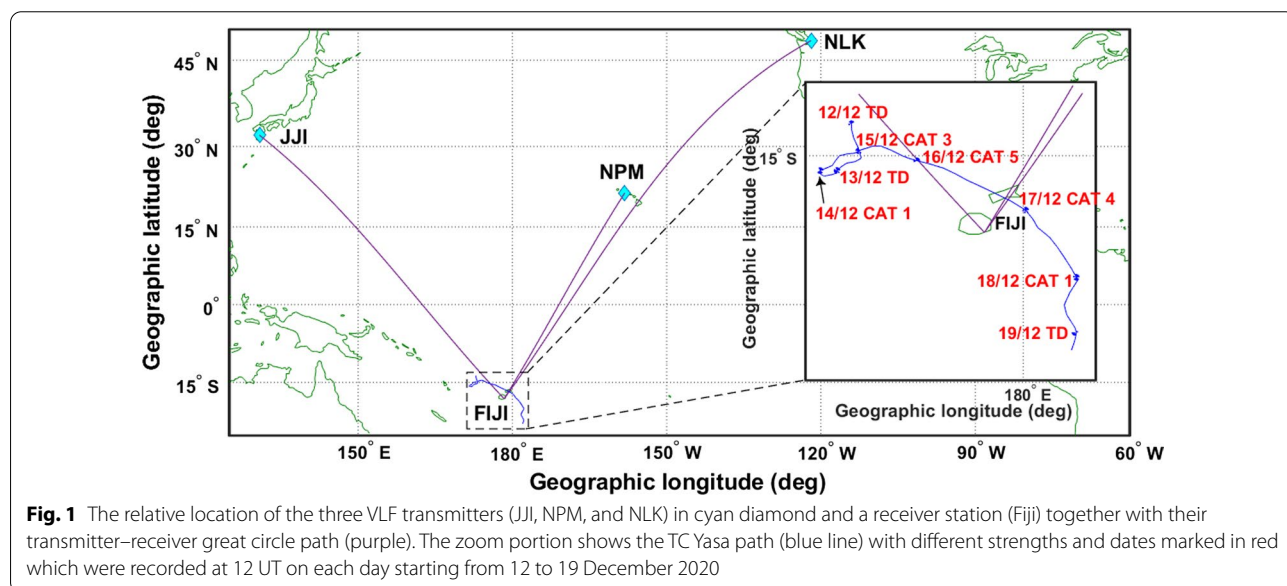 45° N
30° N
15° N
0°
15° S
Geographic latitude (deg)
NLK
JJI
NPM
FIJI
12/12 TD
15/12 CAT 3
16/12 CAT 5
15° S
13/12 TD
14/12 CAT 1
17/12 CAT 4
FIJI
18/12 CAT 1
19/12 TD
Geographic latitude (deg)
180° E
Geographic longitude (deg)
150° E
180° E
150° W
120° W
90° W
60° W
Geographic longitude (deg)
Fig. 1 The relative location of the three VLF transmitters (JJI, NPM, and NLK) in cyan diamond and a receiver station (Fiji) together with their
transmitter–receiver great circle path (purple). The zoom portion shows the TC Yasa path (blue line) with different strengths and dates marked in red
which were recorded at 12 UT on each day starting from 12 to 19 December 2020